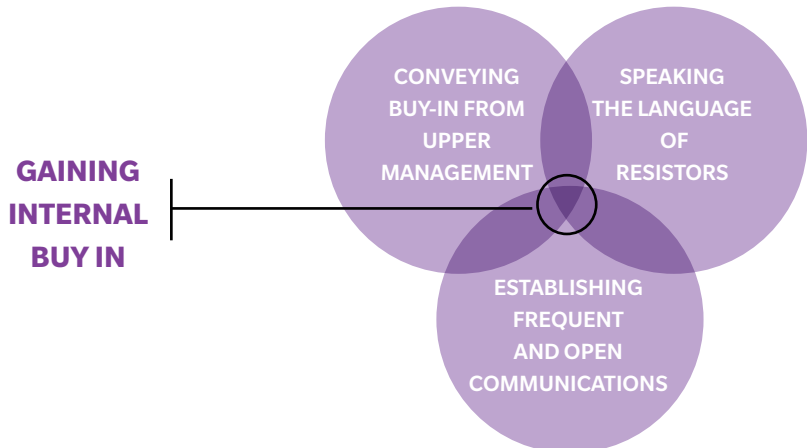 GAINING
INTERNAL
BUY IN
CONVEYING
BUY-IN FROM
UPPER
MANAGEMENT
SPEAKING
THE LANGUAGE
OF
RESISTORS
ESTABLISHING
FREQUENT
AND OPEN
COMMUNICATIONS